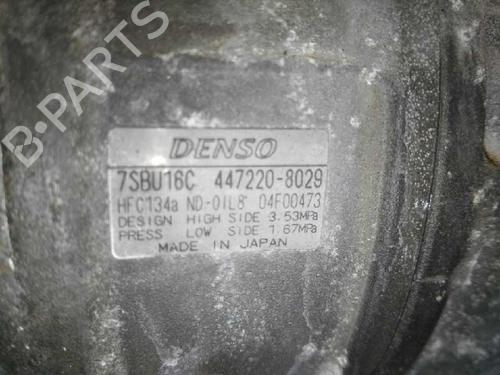 B-PARTS
DENSO
7SBU16C 447220-8029
HFC134a ND-OIL8 04F00473
DESIGN HIGH SIDE 3.53MPa
PRESS LOW SIDE 1.67MPa
MADE IN JAPAN